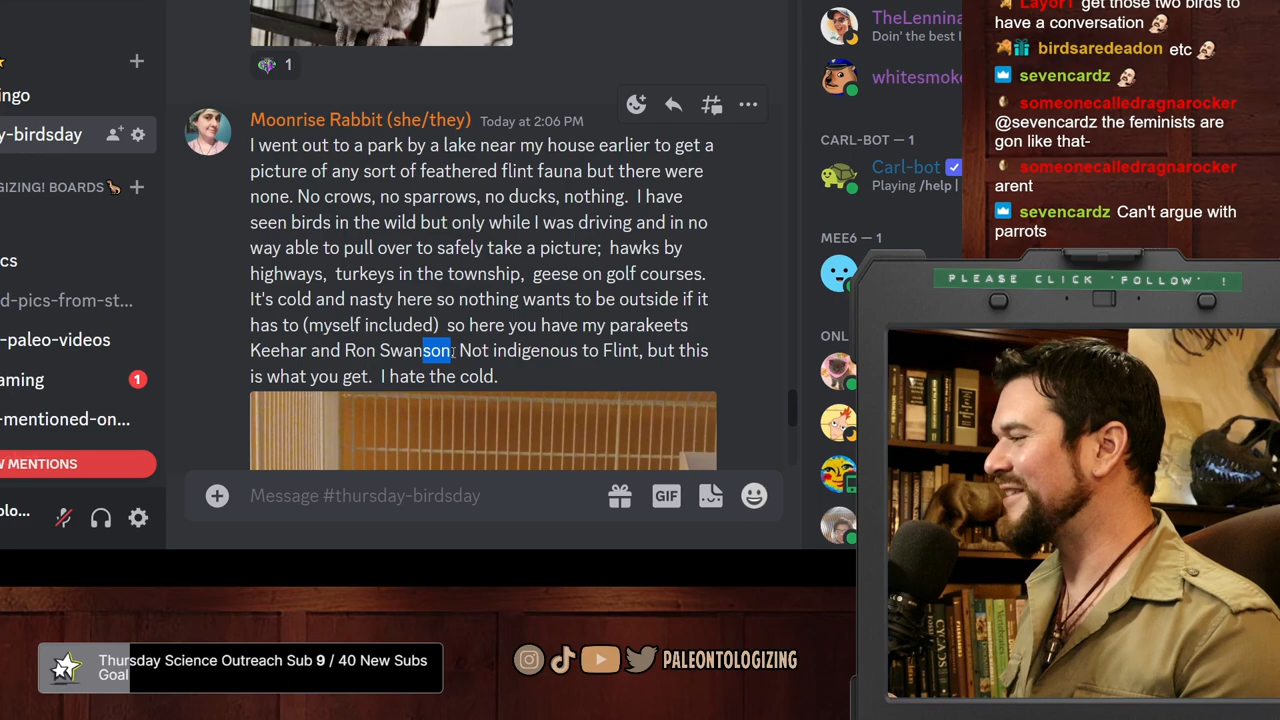 Layor1 get those two birds to
have a conversation
birdsaredeadon etc
sevencardz
someonecalledragnarocker
@sevencardz the feminists are
gon like that-
someonecalledragnarocker
arent
sevencardz Can't argue with
parrots
ingo
y-birdsday
GIZING! BOARDS
cs
d-pics-from-st...
-paleo-videos
aming 1
-mentioned-on...
W MENTIONS
olo...
1
Moonrise Rabbit (she/they) Today at 2:06 PM
I went out to a park by a lake near my house earlier to get a
picture of any sort of feathered flint fauna but there were
none. No crows, no sparrows, no ducks, nothing. I have
seen birds in the wild but only while I was driving and in no
way able to pull over to safely take a picture; hawks by
highways, turkeys in the township, geese on golf courses.
It's cold and nasty here so nothing wants to be outside if it
has to (myself included) so here you have my parakeets
Keehar and Ron Swanson. Not indigenous to Flint, but this
is what you get. I hate the cold.
Message #thursday-birdsday
GIF
TheLennina
Doin' the best I
whitesmok
CARL-BOT — 1
Carl-bot
Playing /help |
MEE6 — 1
ONL
PLEASE CLICK 'FOLLOW' !
Thursday Science Outreach Sub 9 / 40 New Subs
Goal
PALEONTOLOGIZING